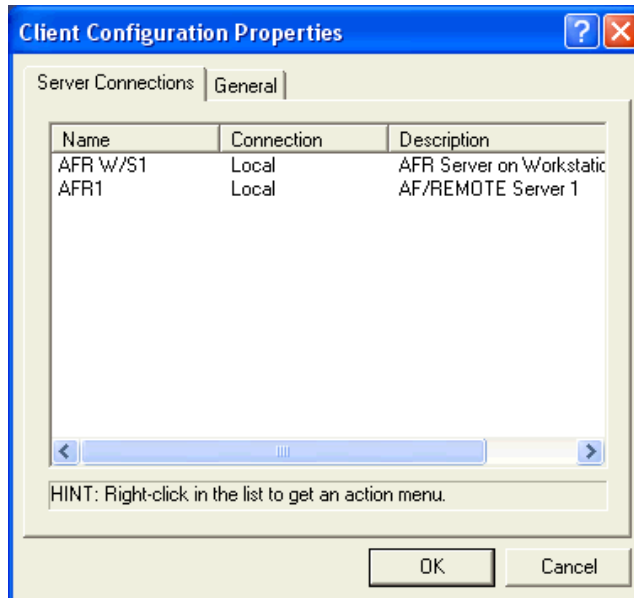 Client Configuration Properties
Server Connections General
Name Connection Description
AFR W/S1 Local AFR Server on
AFR1 Local AF/REMOTE Server 1
HINT: Right-click in the list to get an action menu.
OK Cancel